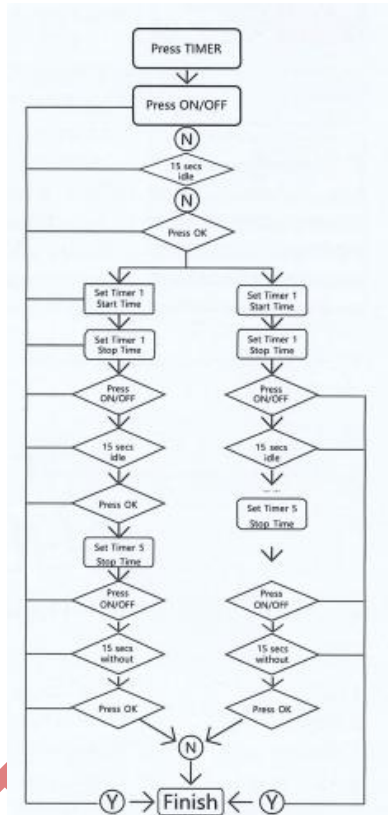 Press TIMER
Press ON/OFF
N
15 secs
idle
N
Press OK
Set Timer 1
Start Time
Set Timer 1
Start Time
Set Timer 1
Stop Time
Set Timer 1
Stop Time
Press
ON/OFF
Press
ON/OFF
15 secs
idle
15 secs
idle
Press OK
Set Timer 5
Stop Time
Set Timer 5
Stop Time
Press
ON/OFF
Press
ON/OFF
15 secs
without
15 secs
without
Press OK
Press OK
N
Y
Finish
Y